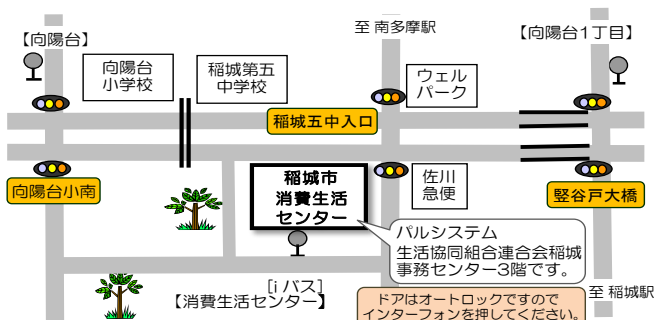 【向陽台】
至 南多摩駅
【向陽台1丁目】
向陽台
小学校
稲城第五
中学校
ウェル
パーク
稲城五中入口
向陽台小南
稲城市
消費生活
センター
佐川
急便
竪谷戸大橋
パルシステム
生活協同組合連合会稲城
事務センター3階です。
[i バス]
【消費生活センター】
ドアはオートロックですので
インターフォンを押してください。
至 稲城駅